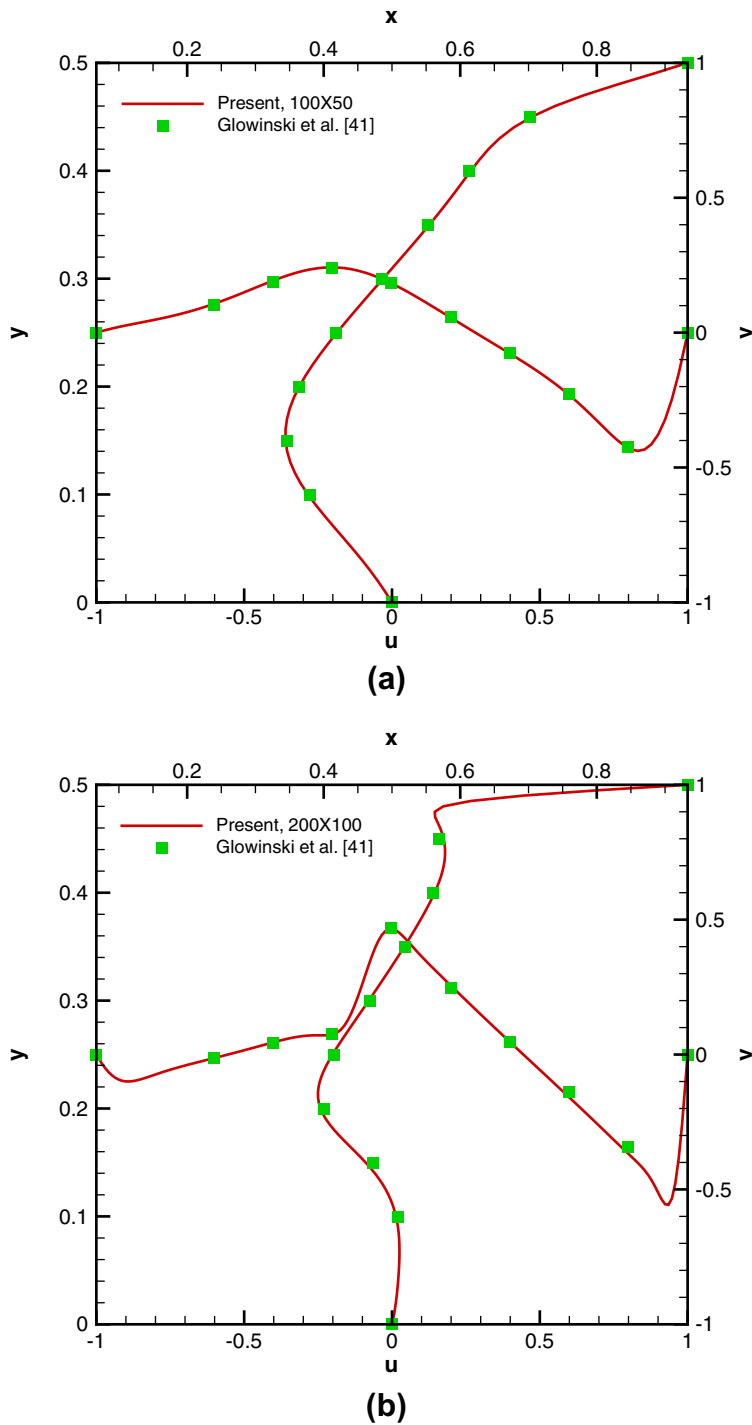 x
0.2 0.4 0.6 0.8
0.5 1
Present, 100X50
Glowinski et al. [41]
0.4 0.5
0.3
y 0 v
0.2
-0.5
0.1
0 -1
-1 -0.5 0 0.5 1
u
(a)
x
0.2 0.4 0.6 0.8
0.5 1
Present, 200X100
Glowinski et al. [41]
0.4 0.5
0.3
y 0 v
0.2
-0.5
0.1
0 -1
-1 -0.5 0 0.5 1
u
(b)